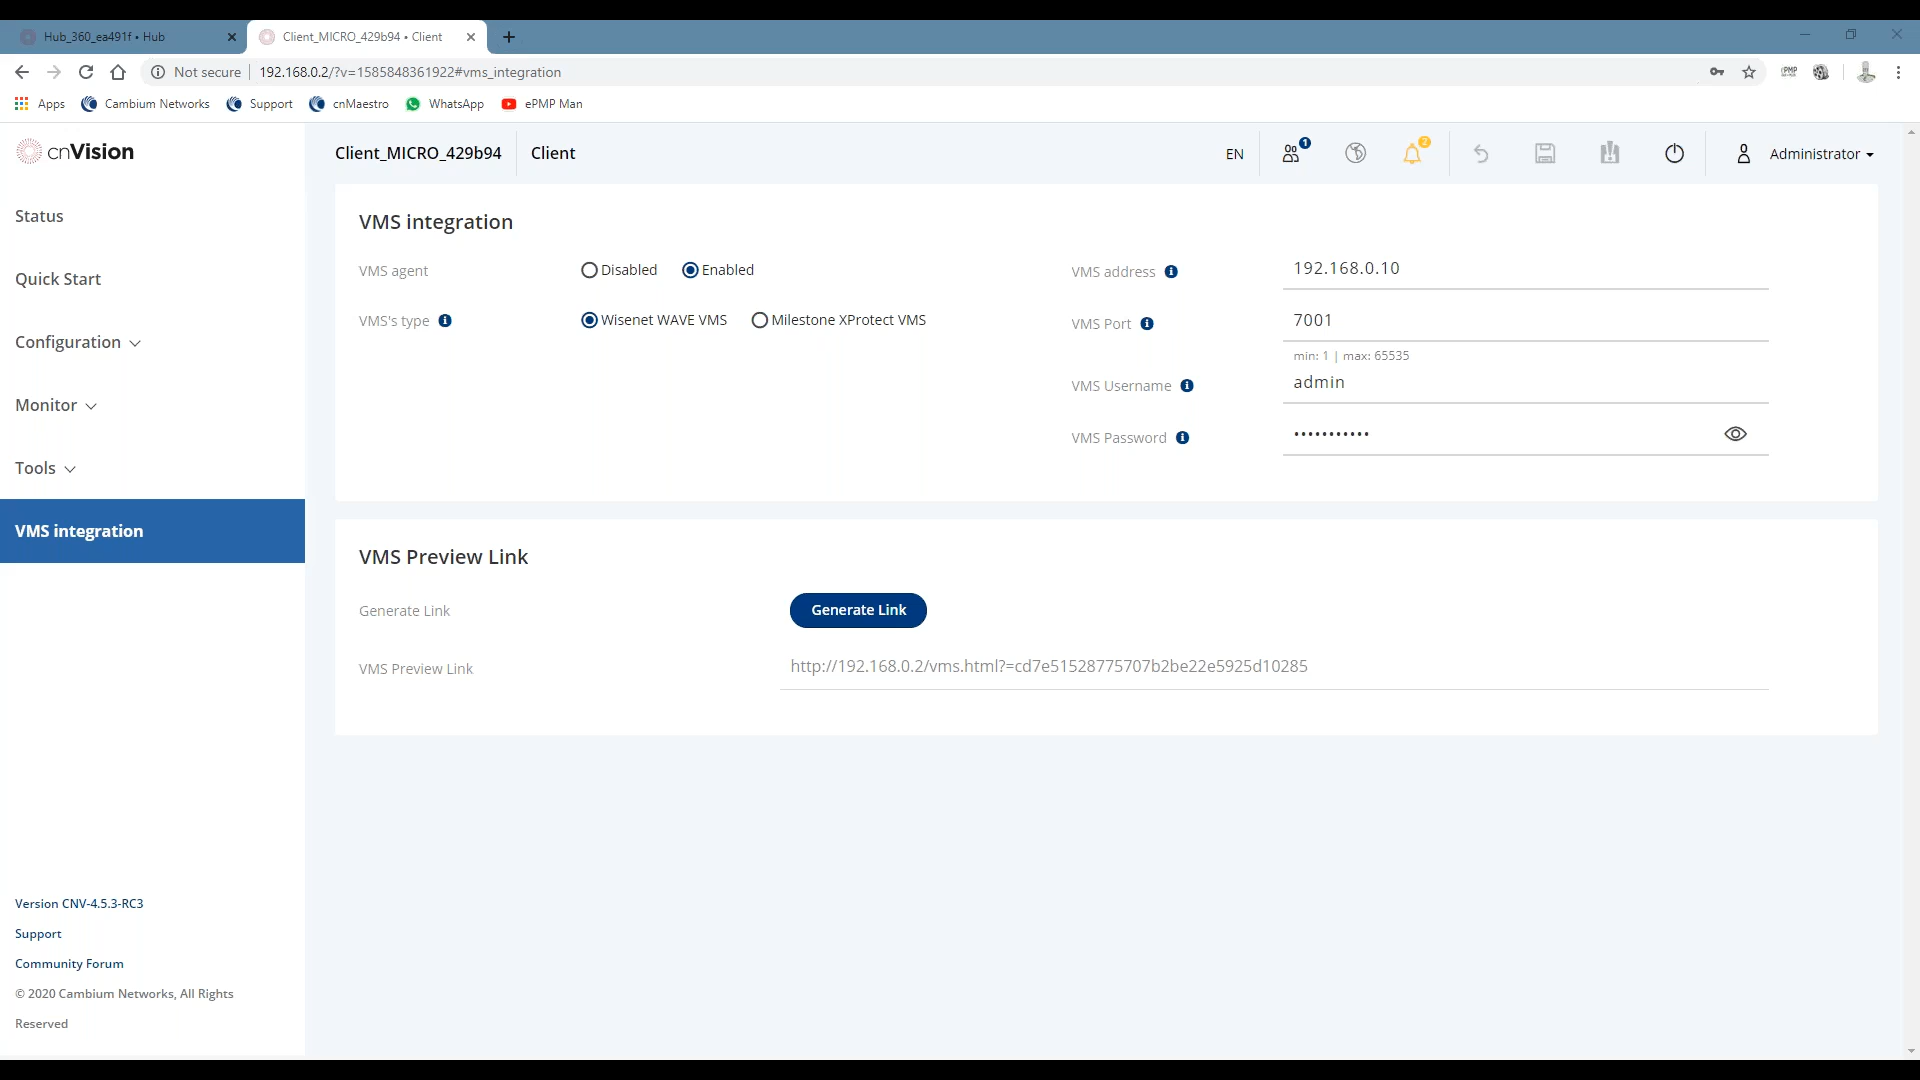 Hub_360_ea491f • Hub
Client_MICRO_429b94 • Client
Not secure
192.168.0.2/?v=1585848361922#vms_integration
Apps
Cambium Networks
Support
cnMaestro
WhatsApp
ePMP Man
cnVision
Client_MICRO_429b94
Client
EN
1
2
Administrator
Status
Quick Start
Configuration
Monitor
Tools
VMS integration
Version CNV-4.5.3-RC3
Support
Community Forum
© 2020 Cambium Networks, All Rights
Reserved
VMS integration
VMS agent
Disabled
Enabled
VMS's type
Wisenet WAVE VMS
Milestone XProtect VMS
VMS address
192.168.0.10
VMS Port
7001
min: 1 | max: 65535
VMS Username
admin
VMS Password
•••••••••••
VMS Preview Link
Generate Link
Generate Link
VMS Preview Link
http://192.168.0.2/vms.html?=cd7e51528775707b2be22e5925d10285